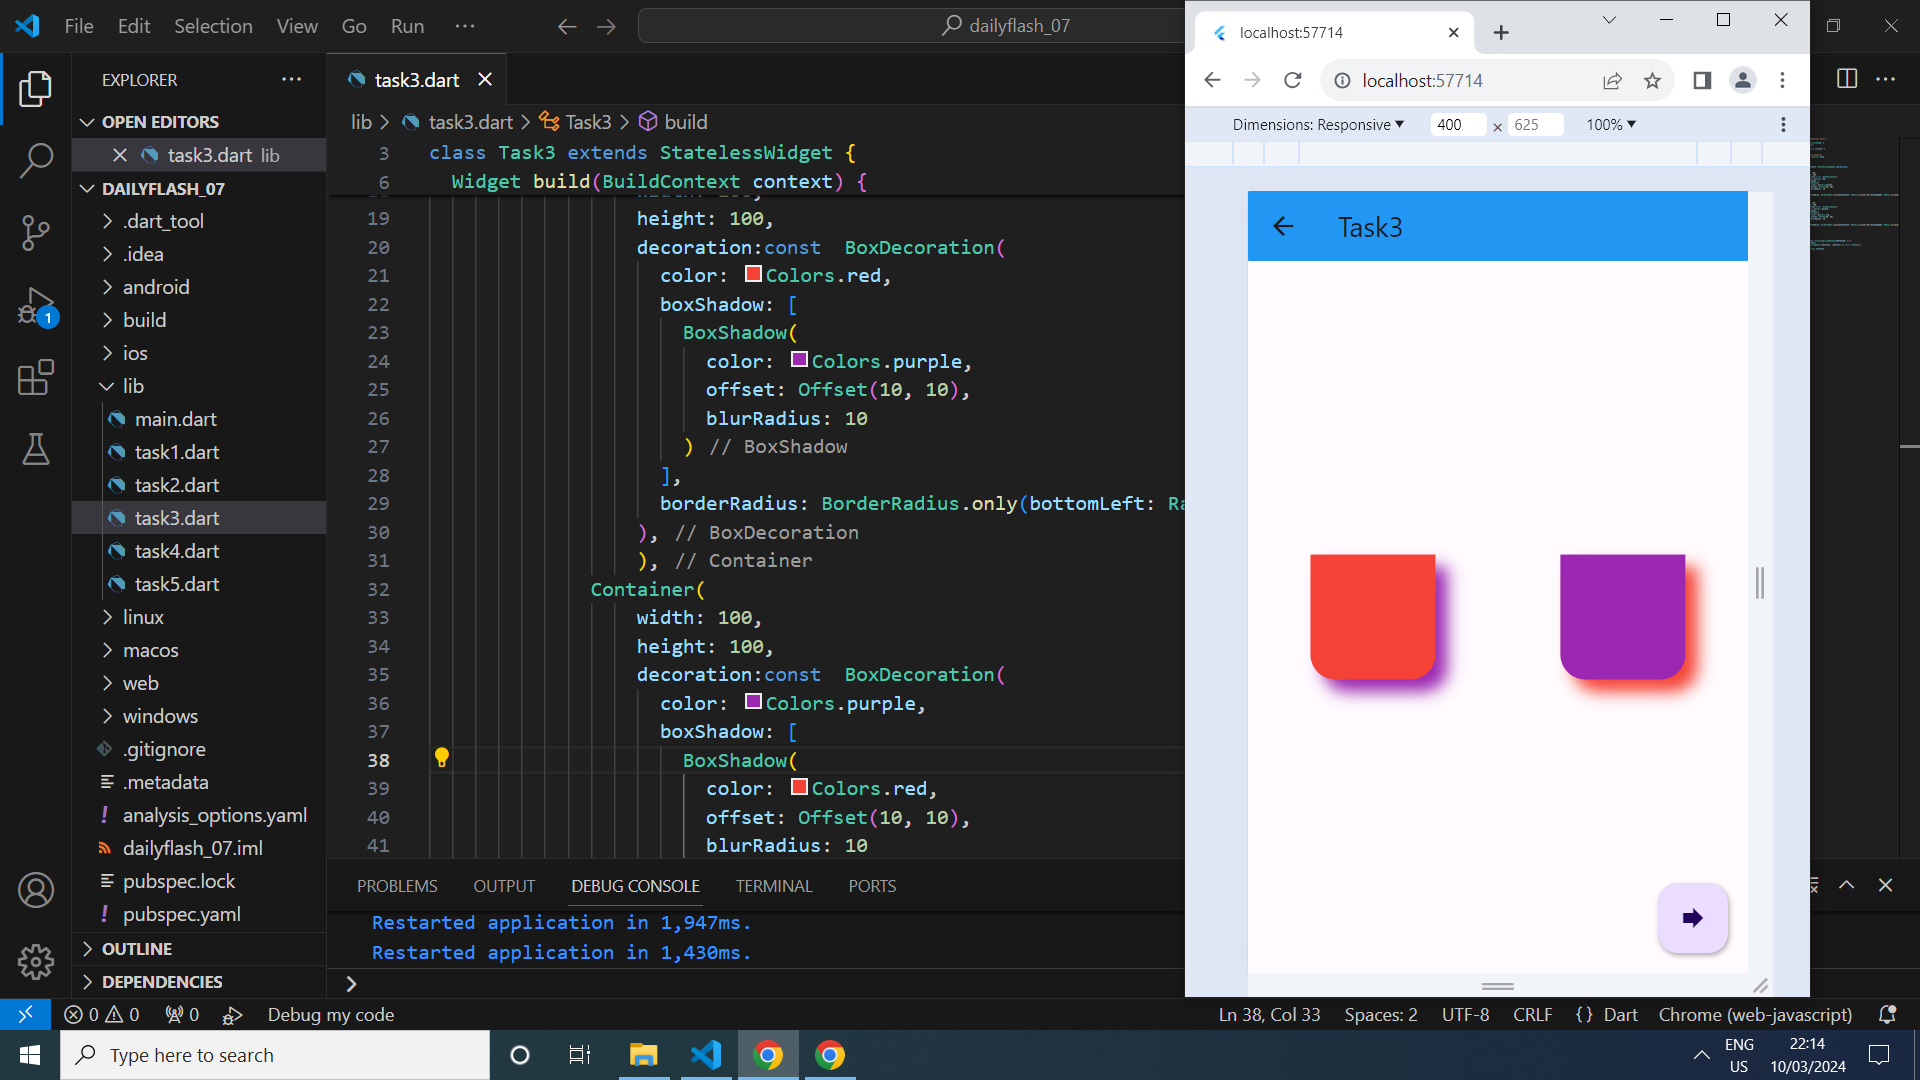 File Edit Selection View Go Run ··· dailyflash_07
EXPLORER
OPEN EDITORS
task3.dart lib
DAILYFLASH_07
.dart_tool
.idea
android
build
ios
lib
main.dart
task1.dart
task2.dart
task3.dart
task4.dart
task5.dart
linux
macos
web
windows
.gitignore
.metadata
analysis_options.yaml
dailyflash_07.iml
pubspec.lock
pubspec.yaml
OUTLINE
DEPENDENCIES
task3.dart
lib > task3.dart > Task3 > build
3 class Task3 extends StatelessWidget {
6 Widget build(BuildContext context) {
19 height: 100,
20 decoration:const BoxDecoration(
21 color: Colors.red,
22 boxShadow: [
23 BoxShadow(
24 color: Colors.purple,
25 offset: Offset(10, 10),
26 blurRadius: 10
27 ) // BoxShadow
28 ],
29 borderRadius: BorderRadius.only(bottomLeft: Ra
30 ), // BoxDecoration
31 ), // Container
32 Container(
33 width: 100,
34 height: 100,
35 decoration:const BoxDecoration(
36 color: Colors.purple,
37 boxShadow: [
38 BoxShadow(
39 color: Colors.red,
40 offset: Offset(10, 10),
41 blurRadius: 10
PROBLEMS OUTPUT DEBUG CONSOLE TERMINAL PORTS
Restarted application in 1,947ms.
Restarted application in 1,430ms.
localhost:57714
localhost:57714
Dimensions: Responsive 400 × 625 100%
Task3
0 0 0 Debug my code Ln 38, Col 33 Spaces: 2 UTF-8 CRLF {} Dart Chrome (web-javascript)
1
Type here to search
ENG
US
22:14
10/03/2024